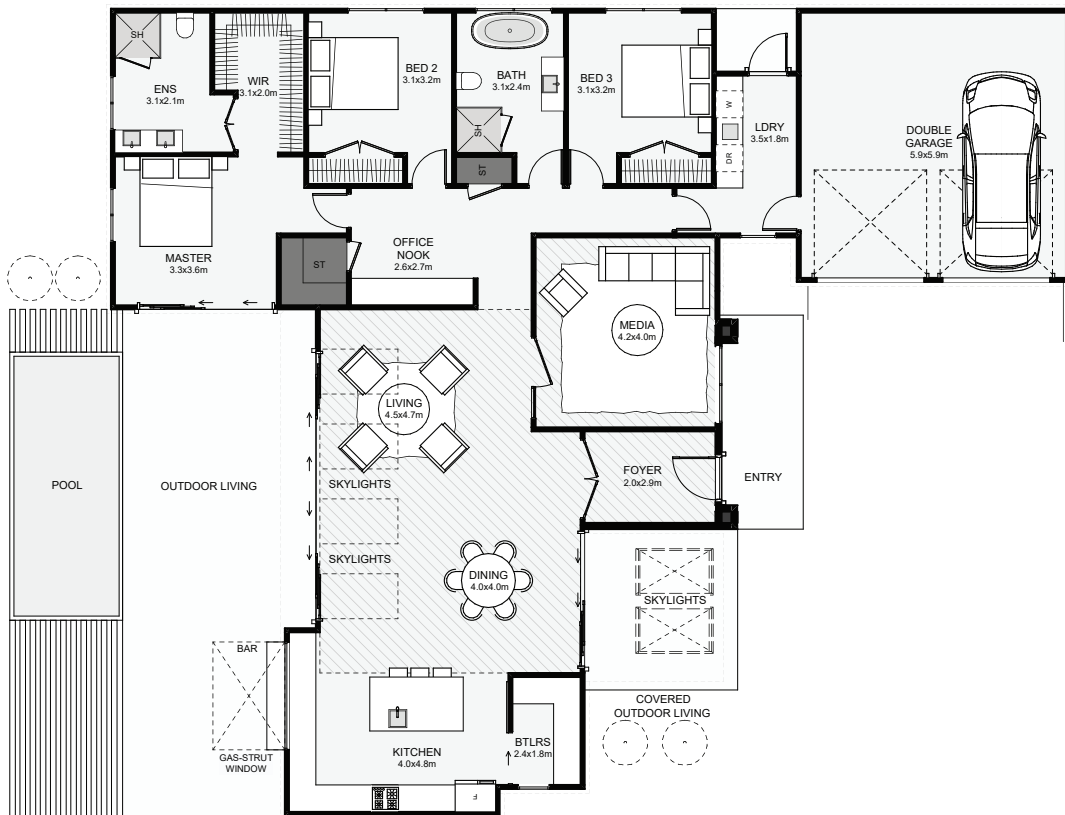 SH
ENS
3.1x2.1m
WIR
3.1x2.0m
BED 2
3.1x3.2m
BATH
3.1x2.4m
SH
BED 3
3.1x3.2m
W
DR
LDRY
3.5x1.8m
DOUBLE
GARAGE
5.9x5.9m
ST
MASTER
3.3x3.6m
ST
OFFICE
NOOK
2.6x2.7m
MEDIA
4.2x4.0m
LIVING
4.5x4.7m
POOL
OUTDOOR LIVING
SKYLIGHTS
FOYER
2.0x2.9m
ENTRY
SKYLIGHTS
DINING
4.0x4.0m
SKYLIGHTS
BAR
GAS-STRUT
WINDOW
COVERED
OUTDOOR LIVING
KITCHEN
4.0x4.8m
BTLRS
2.4x1.8m
F